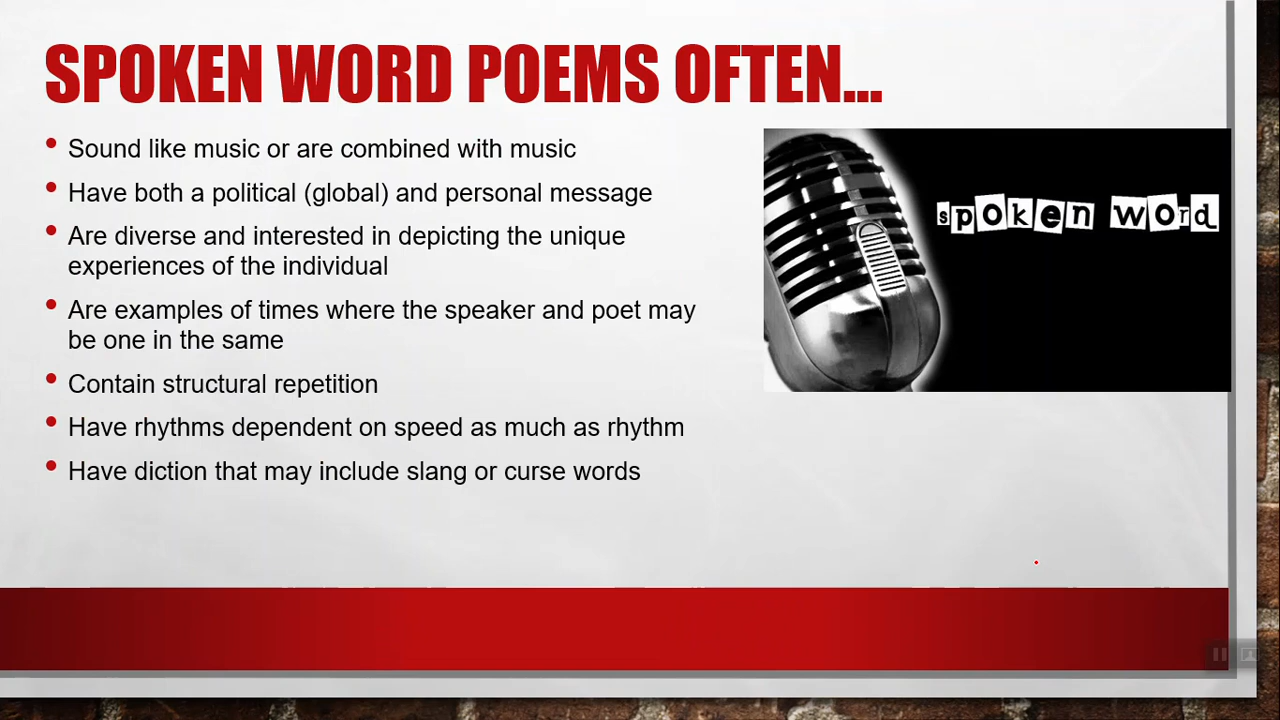 SPOKEN WORD POEMS OFTEN...
• Sound like music or are combined with music
• Have both a political (global) and personal message
• Are diverse and interested in depicting the unique
experiences of the individual
• Are examples of times where the speaker and poet may
be one in the same
• Contain structural repetition
• Have rhythms dependent on speed as much as rhythm
• Have diction that may include slang or curse words
spoken word